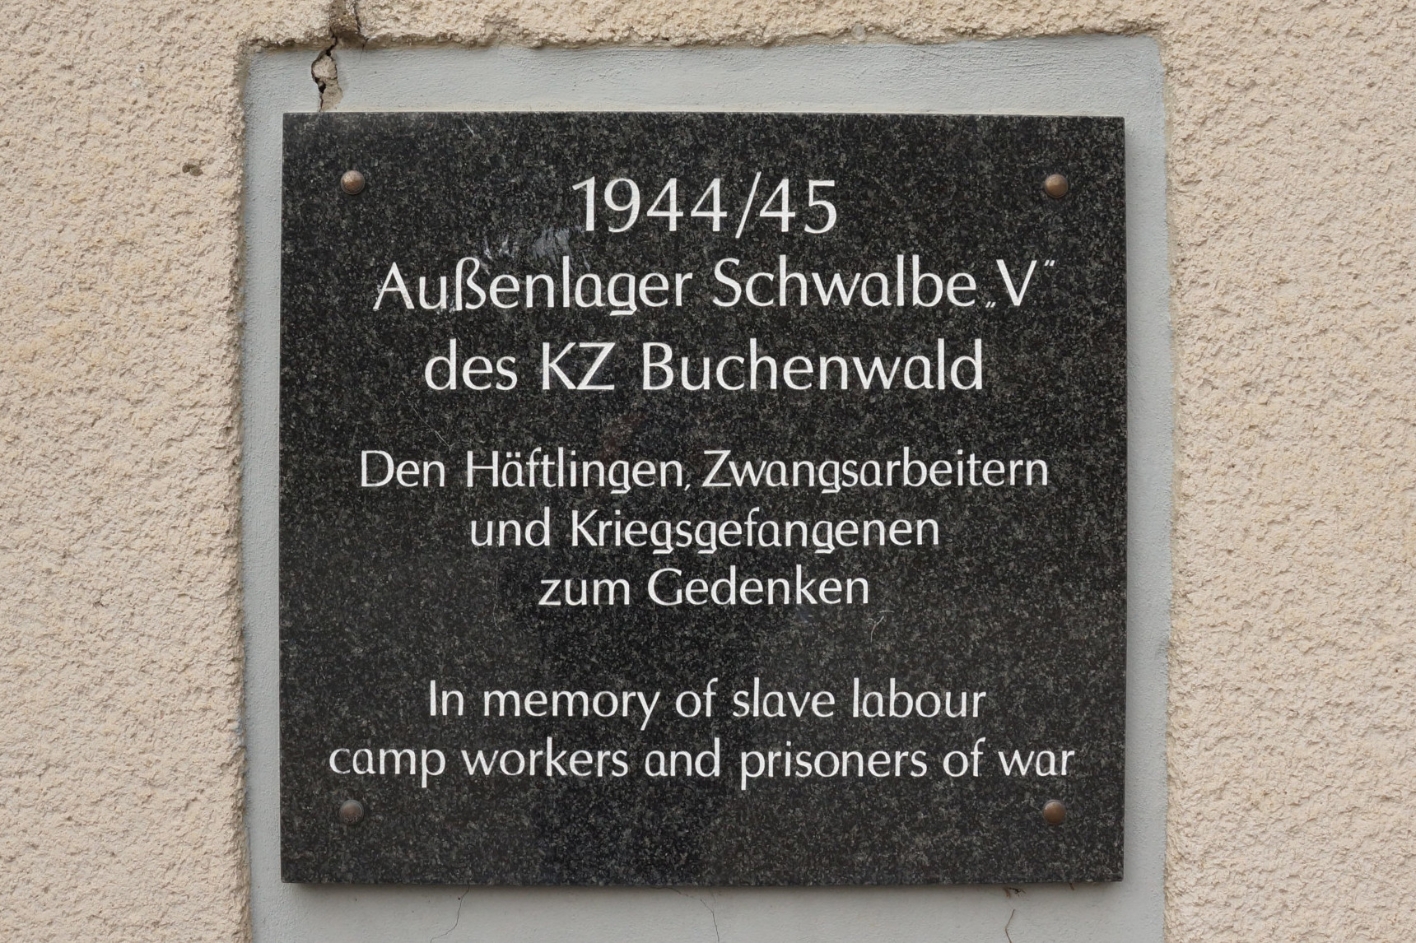 1944/45
Außenlager Schwalbe „V“
des KZ Buchenwald
Den Häftlingen, Zwangsarbeitern
und Kriegsgefangenen
zum Gedenken
In memory of slave labour
camp workers and prisoners of war